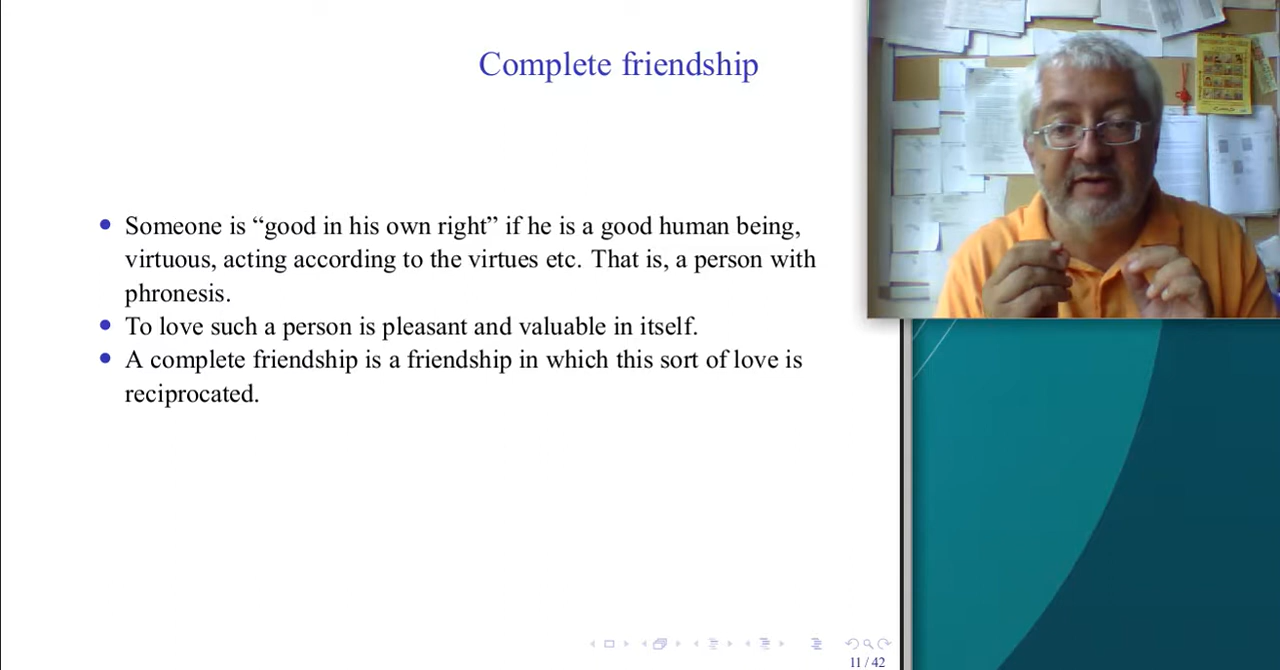 Complete friendship
Someone is “good in his own right” if he is a good human being,
virtuous, acting according to the virtues etc. That is, a person with
phronesis.
To love such a person is pleasant and valuable in itself.
A complete friendship is a friendship in which this sort of love is
reciprocated.
11 / 42